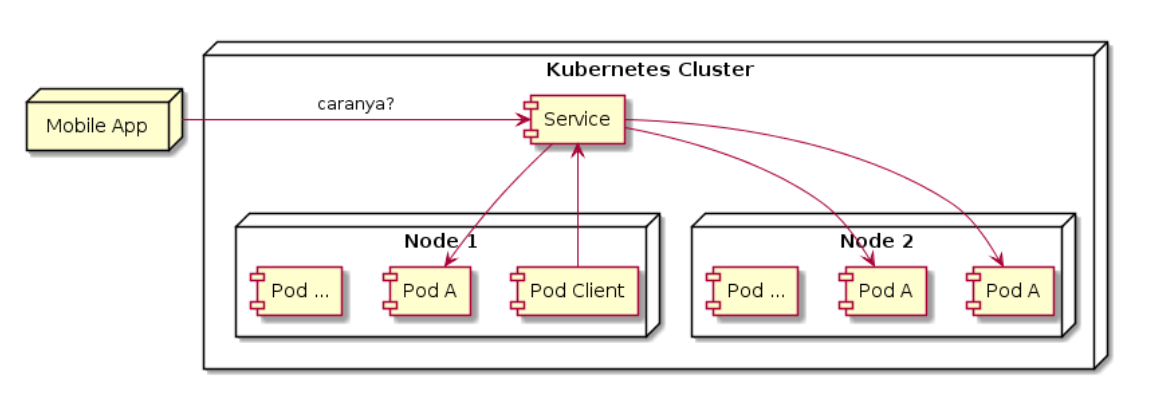 Kubernetes Cluster
caranya?
Mobile App
Service
Node 1
Node 2
Pod ...
Pod A
Pod Client
Pod ...
Pod A
Pod A